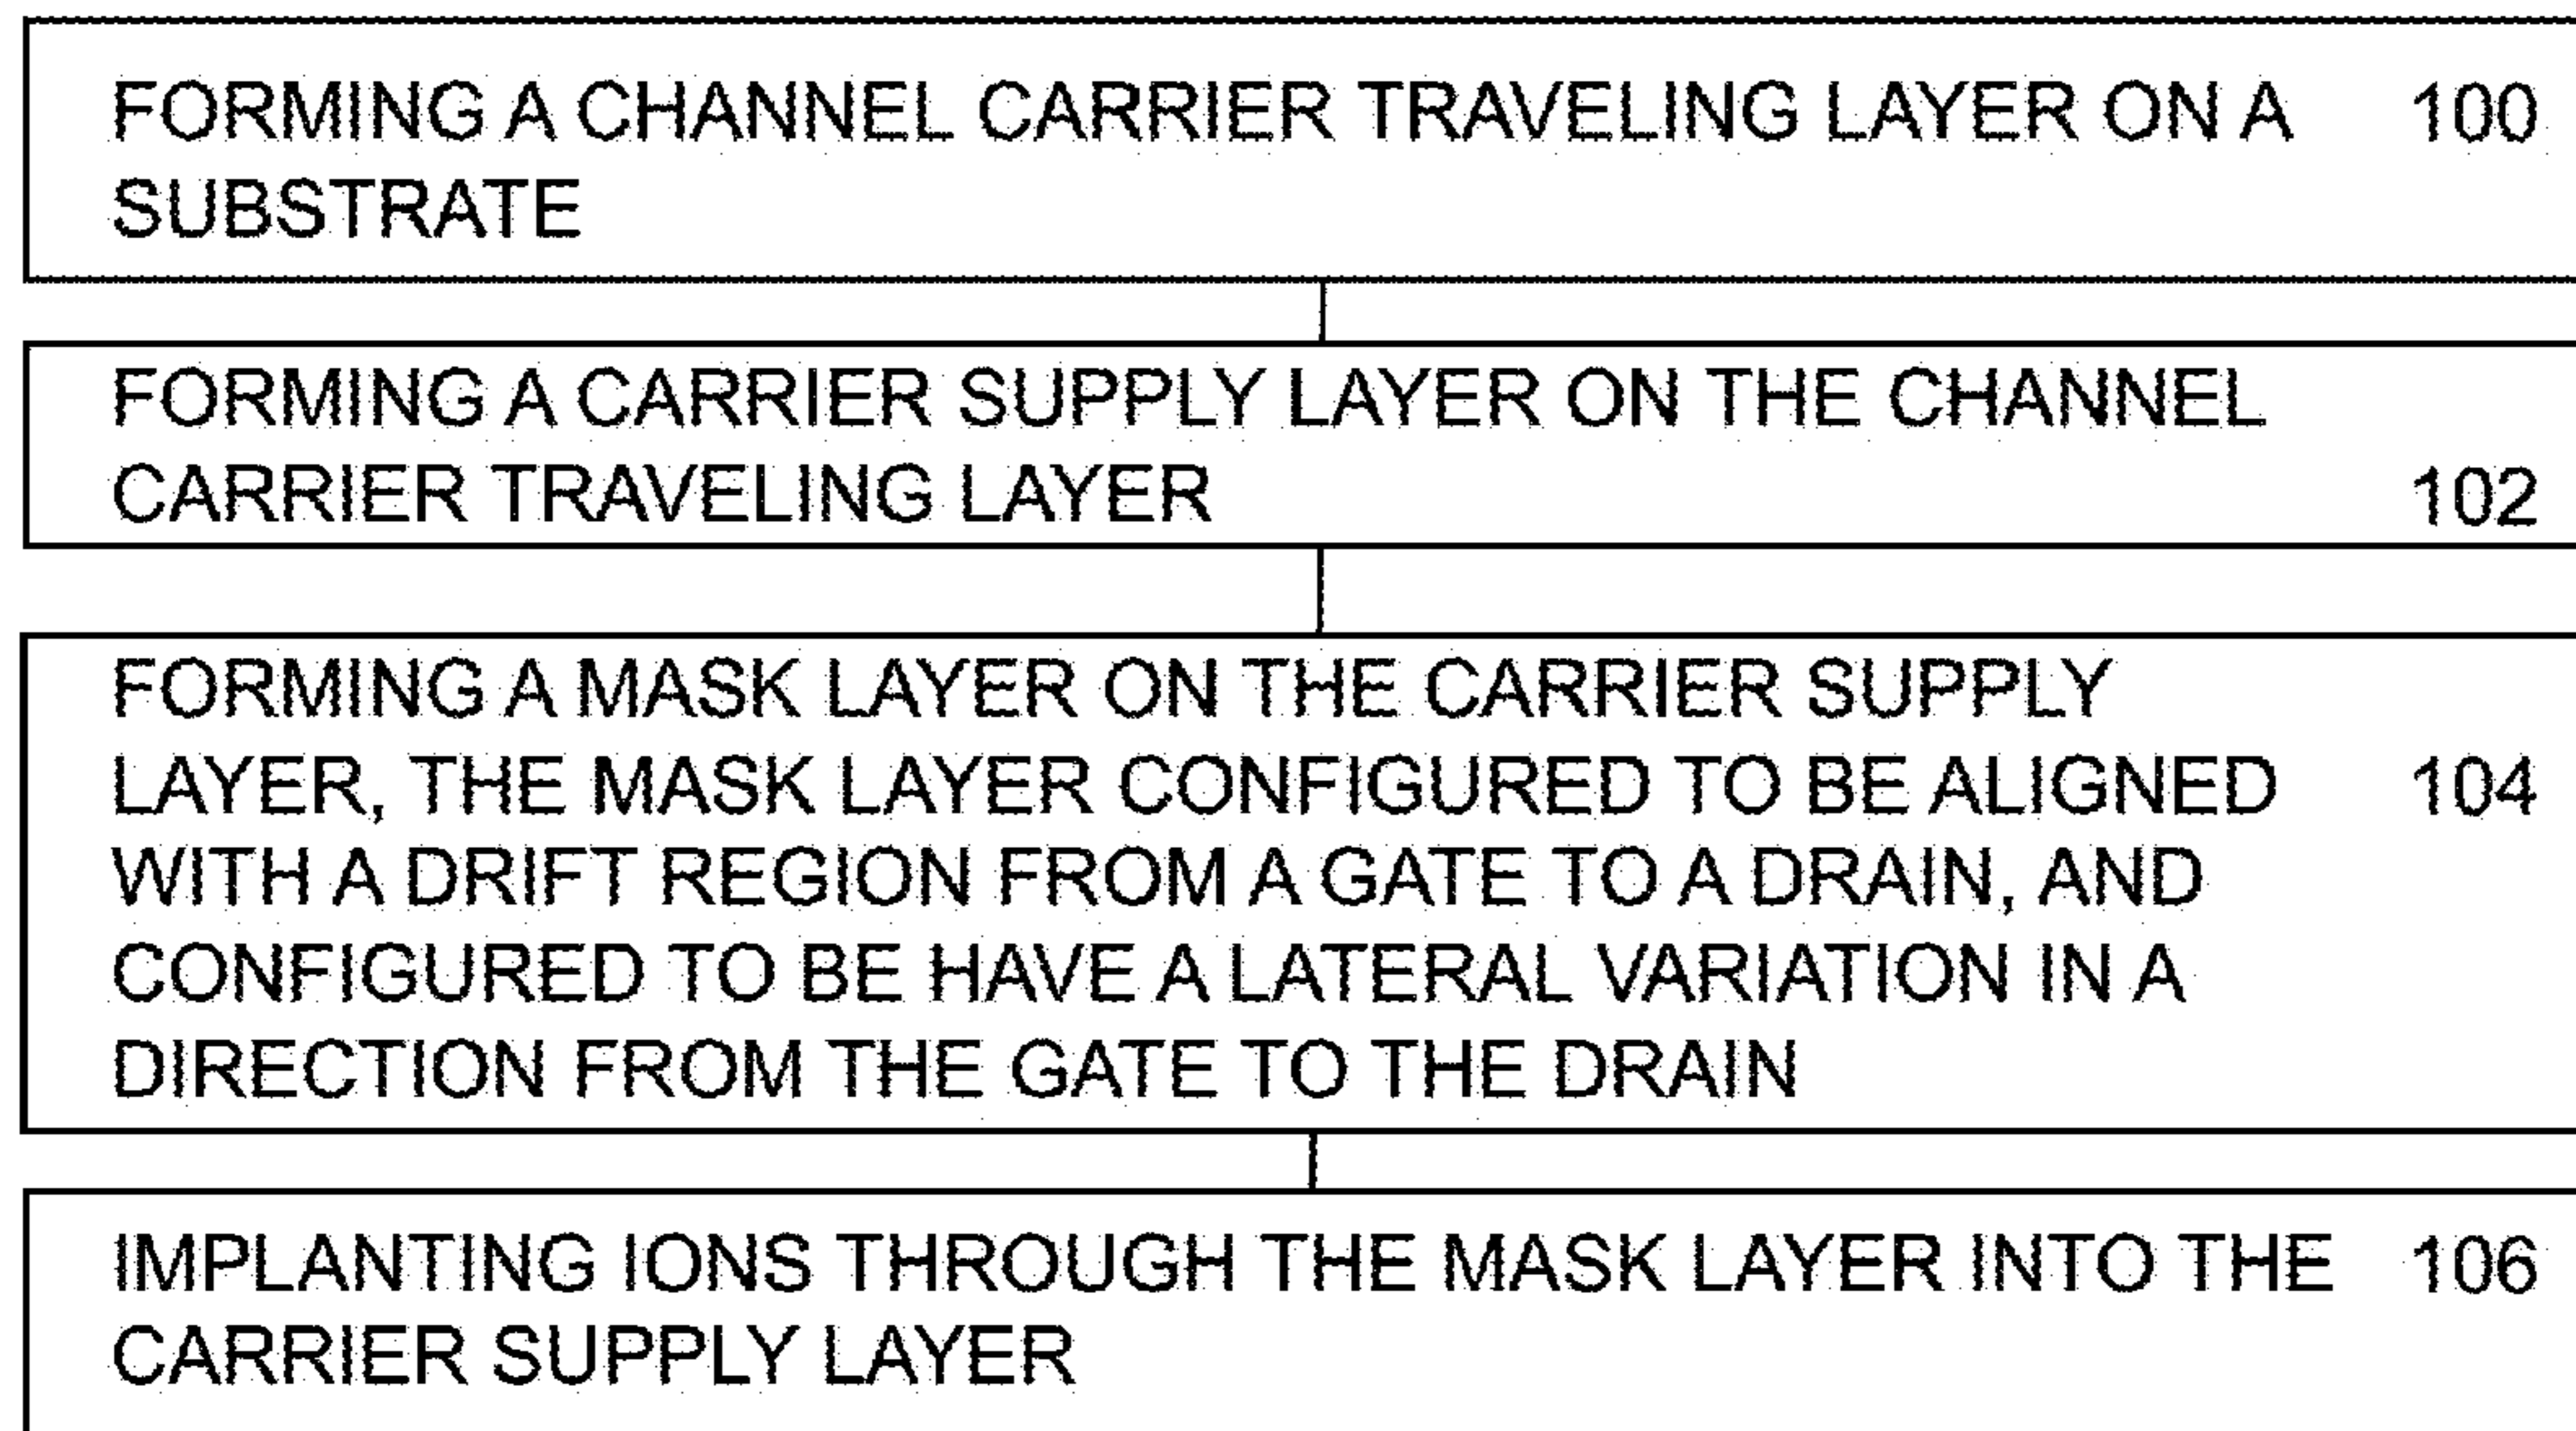 FORMING A CHANNEL CARRIER TRAVELING LAYER ON A 100
SUBSTRATE
FORMING A CARRIER SUPPLY LAYER ON THE CHANNEL
CARRIER TRAVELING LAYER 102
FORMING A MASK LAYER ON THE CARRIER SUPPLY
LAYER, THE MASK LAYER CONFIGURED TO BE ALIGNED 104
WITH A DRIFT REGION FROM A GATE TO A DRAIN, AND
CONFIGURED TO BE HAVE A LATERAL VARIATION IN A
DIRECTION FROM THE GATE TO THE DRAIN
IMPLANTING IONS THROUGH THE MASK LAYER INTO THE 106
CARRIER SUPPLY LAYER